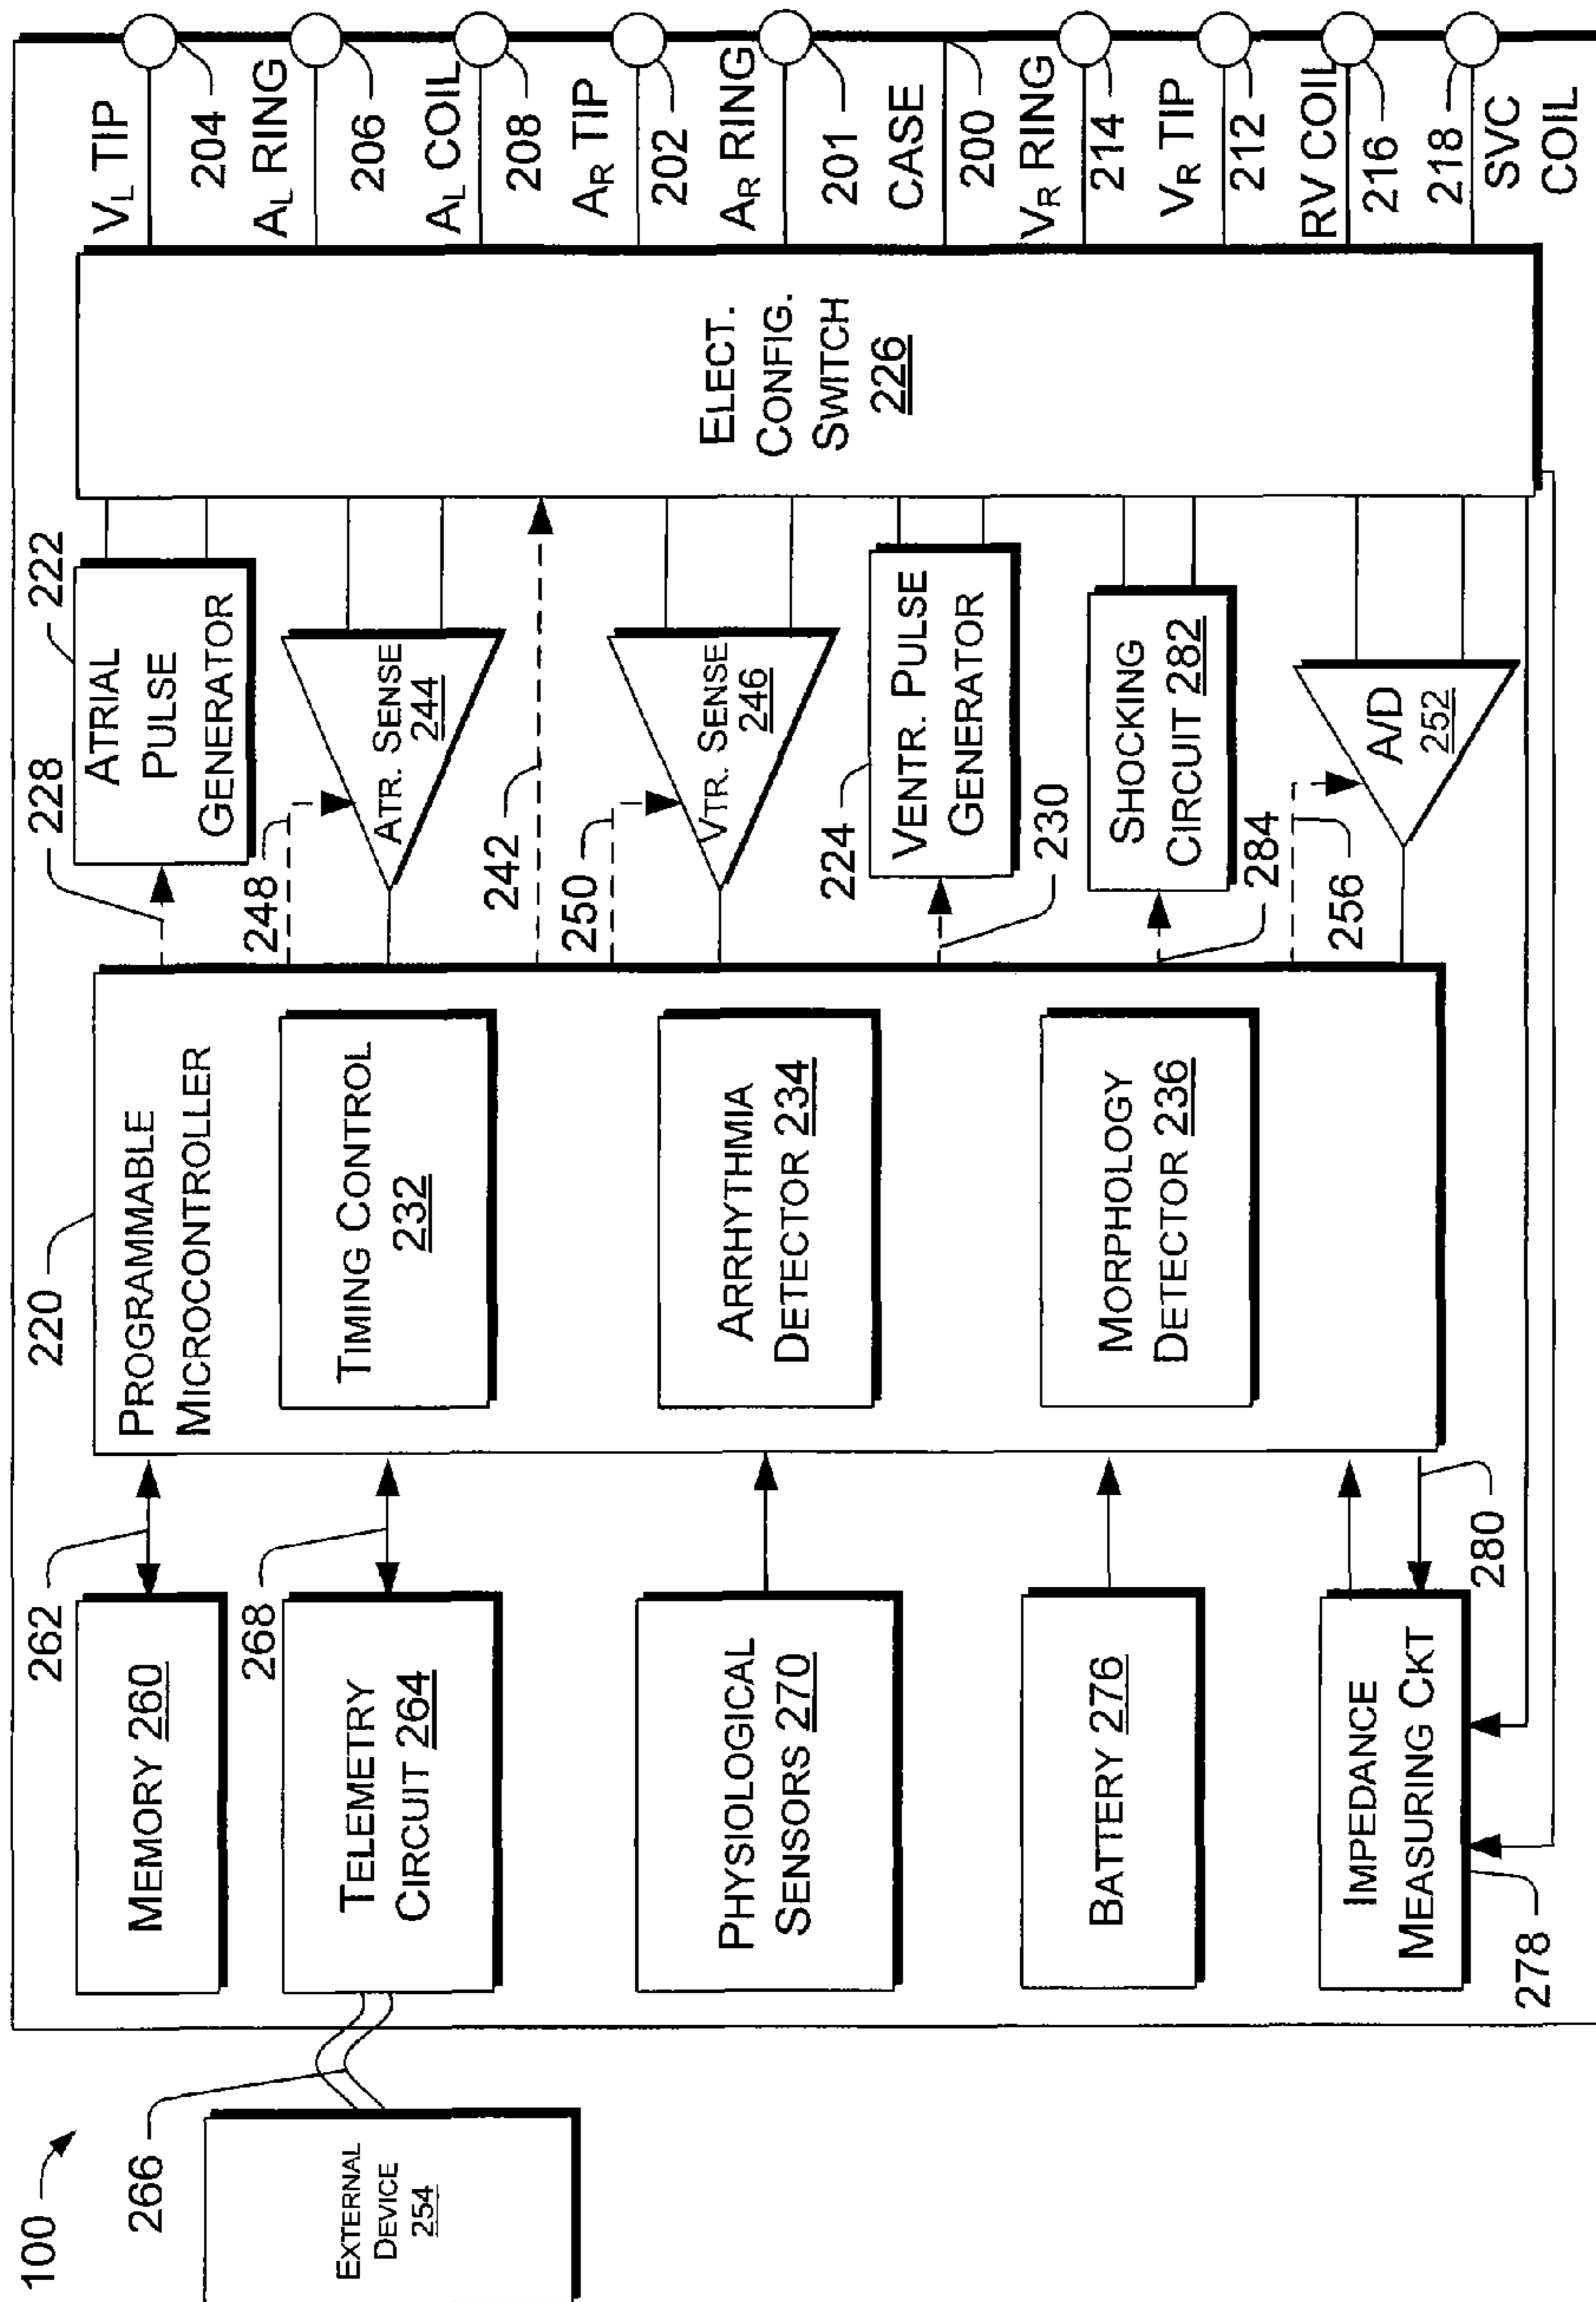 100
266
EXTERNAL
DEVICE
254
262
MEMORY 260
268
TELEMETRY
CIRCUIT 264
PHYSIOLOGICAL
SENSORS 270
BATTERY 276
IMPEDANCE
MEASURING CKT
278
280
220
PROGRAMMABLE
MICROCONTROLLER
TIMING CONTROL
232
ARRHYTHMIA
DETECTOR 234
MORPHOLOGY
DETECTOR 236
228
222
ATRIAL
PULSE
GENERATOR
248
ATR. SENSE
244
242
250
VTR. SENSE
246
224
VENTR. PULSE
GENERATOR
230
SHOCKING
CIRCUIT 282
284
256
A/D
252
ELECT.
CONFIG.
SWITCH
226
VL TIP
204
AL RING
206
AL COIL
208
AR TIP
202
AR RING
201
CASE
200
VR RING
214
VR TIP
212
RV COIL
216
218
SVC
COIL